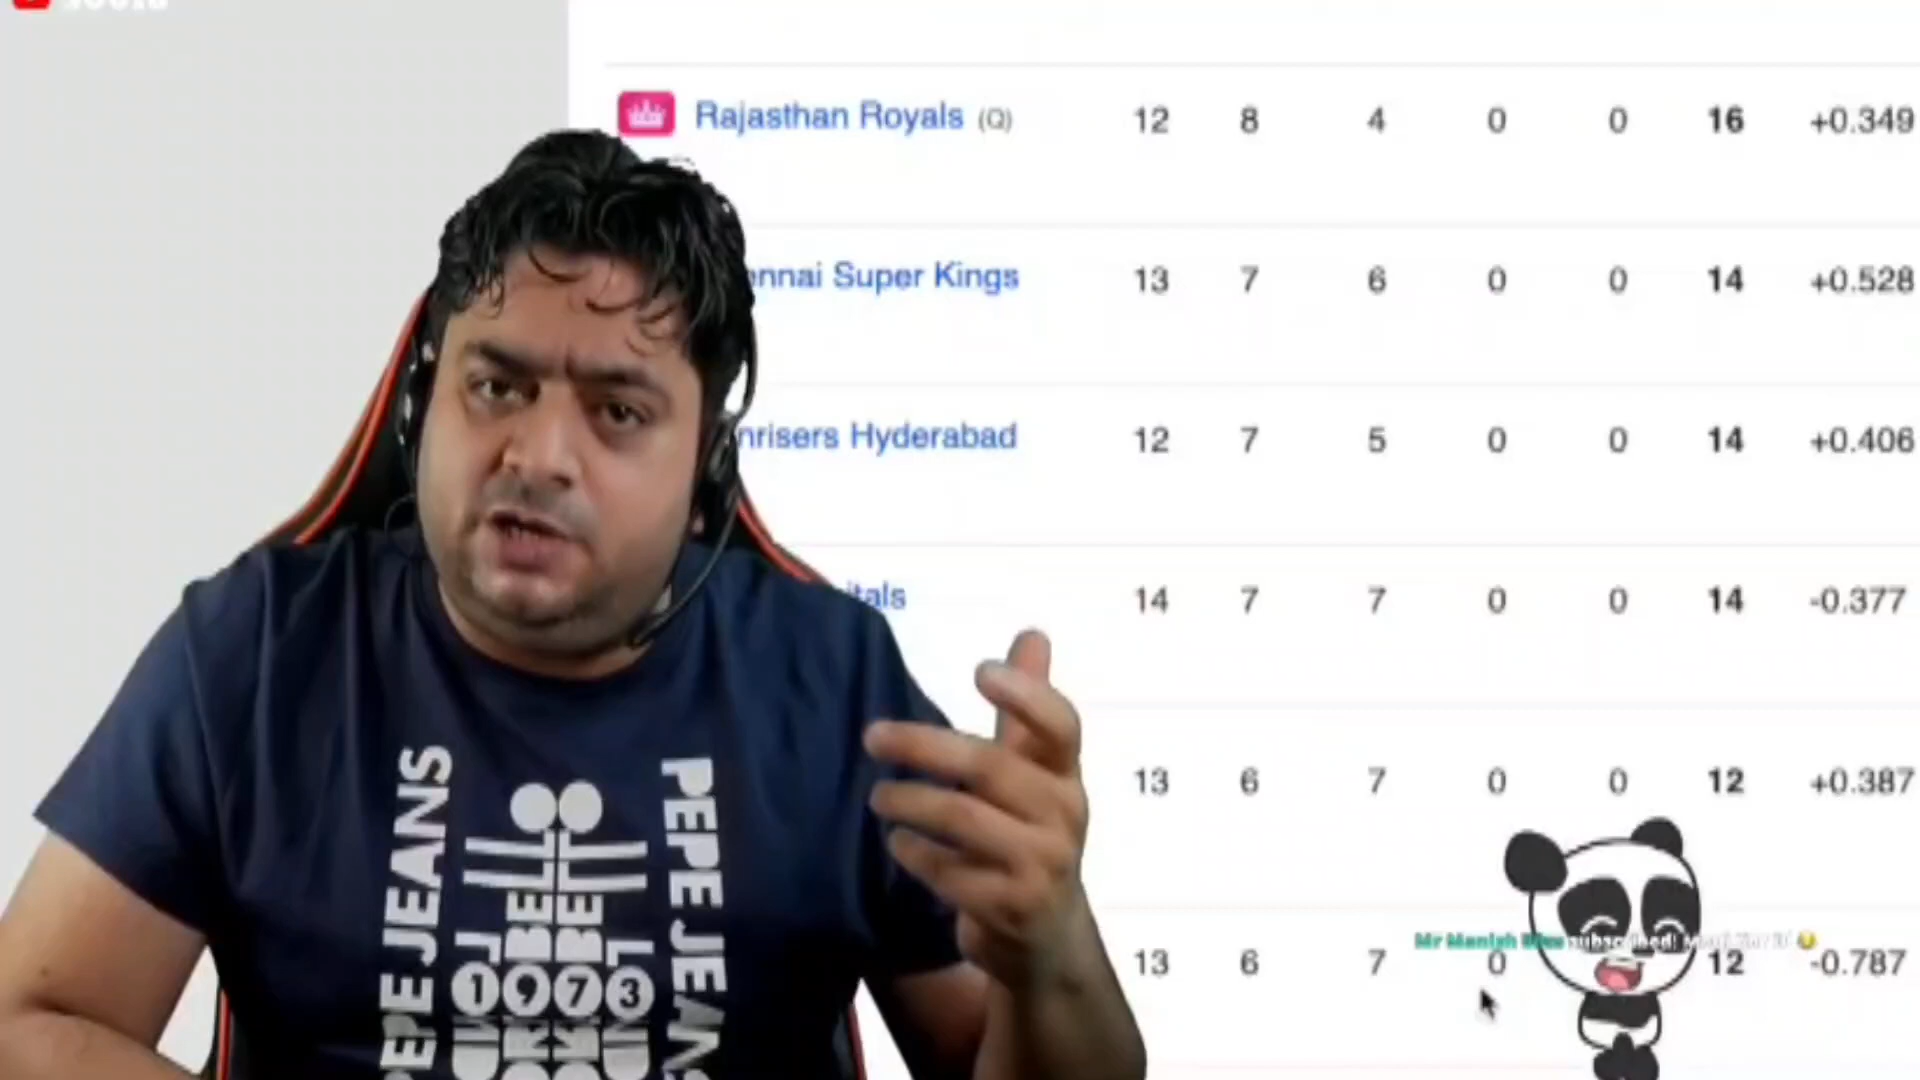 Rajasthan Royals (Q) 12 8 4 0 0 16 +0.349
ennai Super Kings 13 7 6 0 0 14 +0.528
nrisers Hyderabad 12 7 5 0 0 14 +0.406
itals 14 7 7 0 0 14 -0.377
13 6 7 0 0 12 +0.387
13 6 7 0 12 -0.787
Mr Manish subscribed!
PEPE JEANS
PEPE JEANS
1973